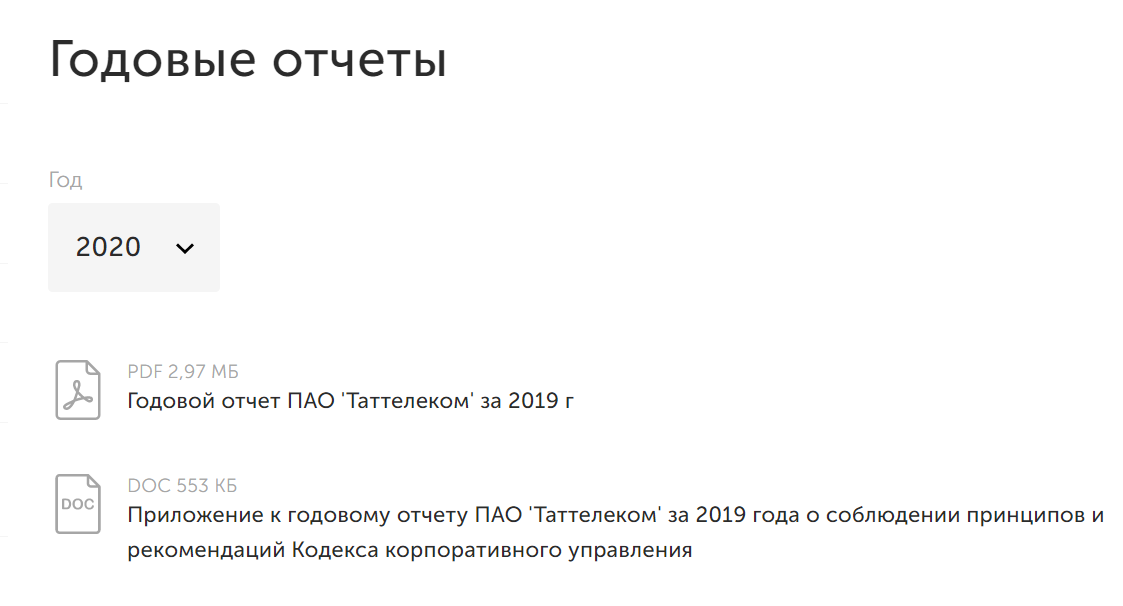 Годовые отчеты
Год
2020
PDF 2,97 МБ
Годовой отчет ПАО 'Таттелеком' за 2019 г
DOC 553 КБ
DOC
Приложение к годовому отчету ПАО 'Таттелеком' за 2019 года о соблюдении принципов и
рекомендаций Кодекса корпоративного управления